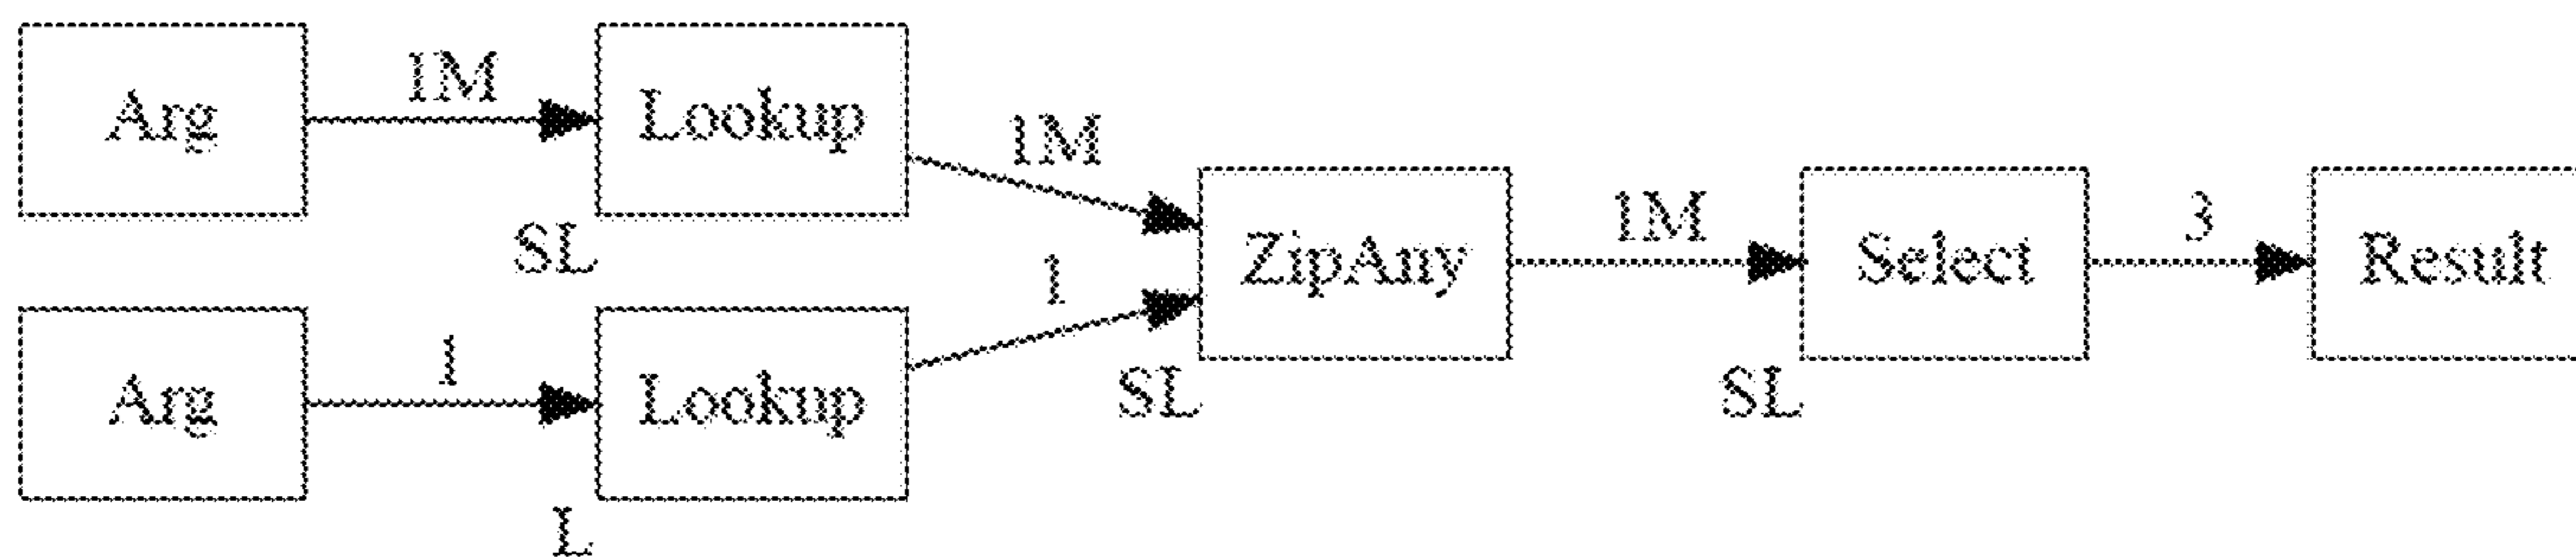 1M
Arg
Lookup
1M
SL
1M
3
ZipAny
Select
Result
1
1
Arg
Lookup
SL
SL
L